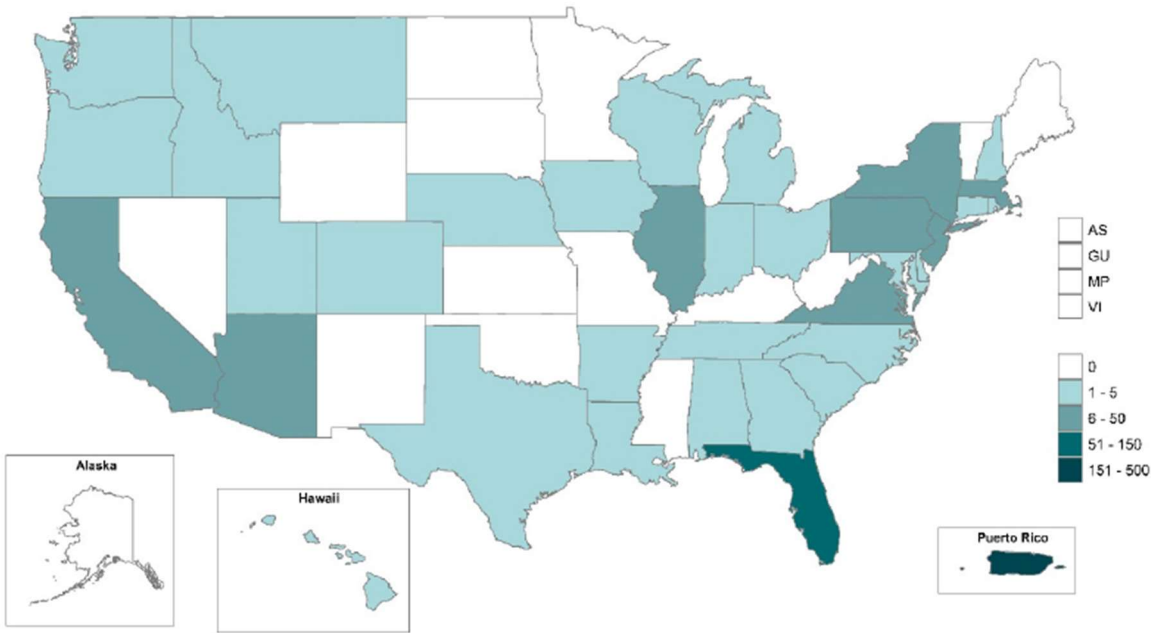 AS
GU
MP
VI
0
1 - 5
6 - 50
51 - 150
151 - 500
Alaska
Hawaii
Puerto Rico